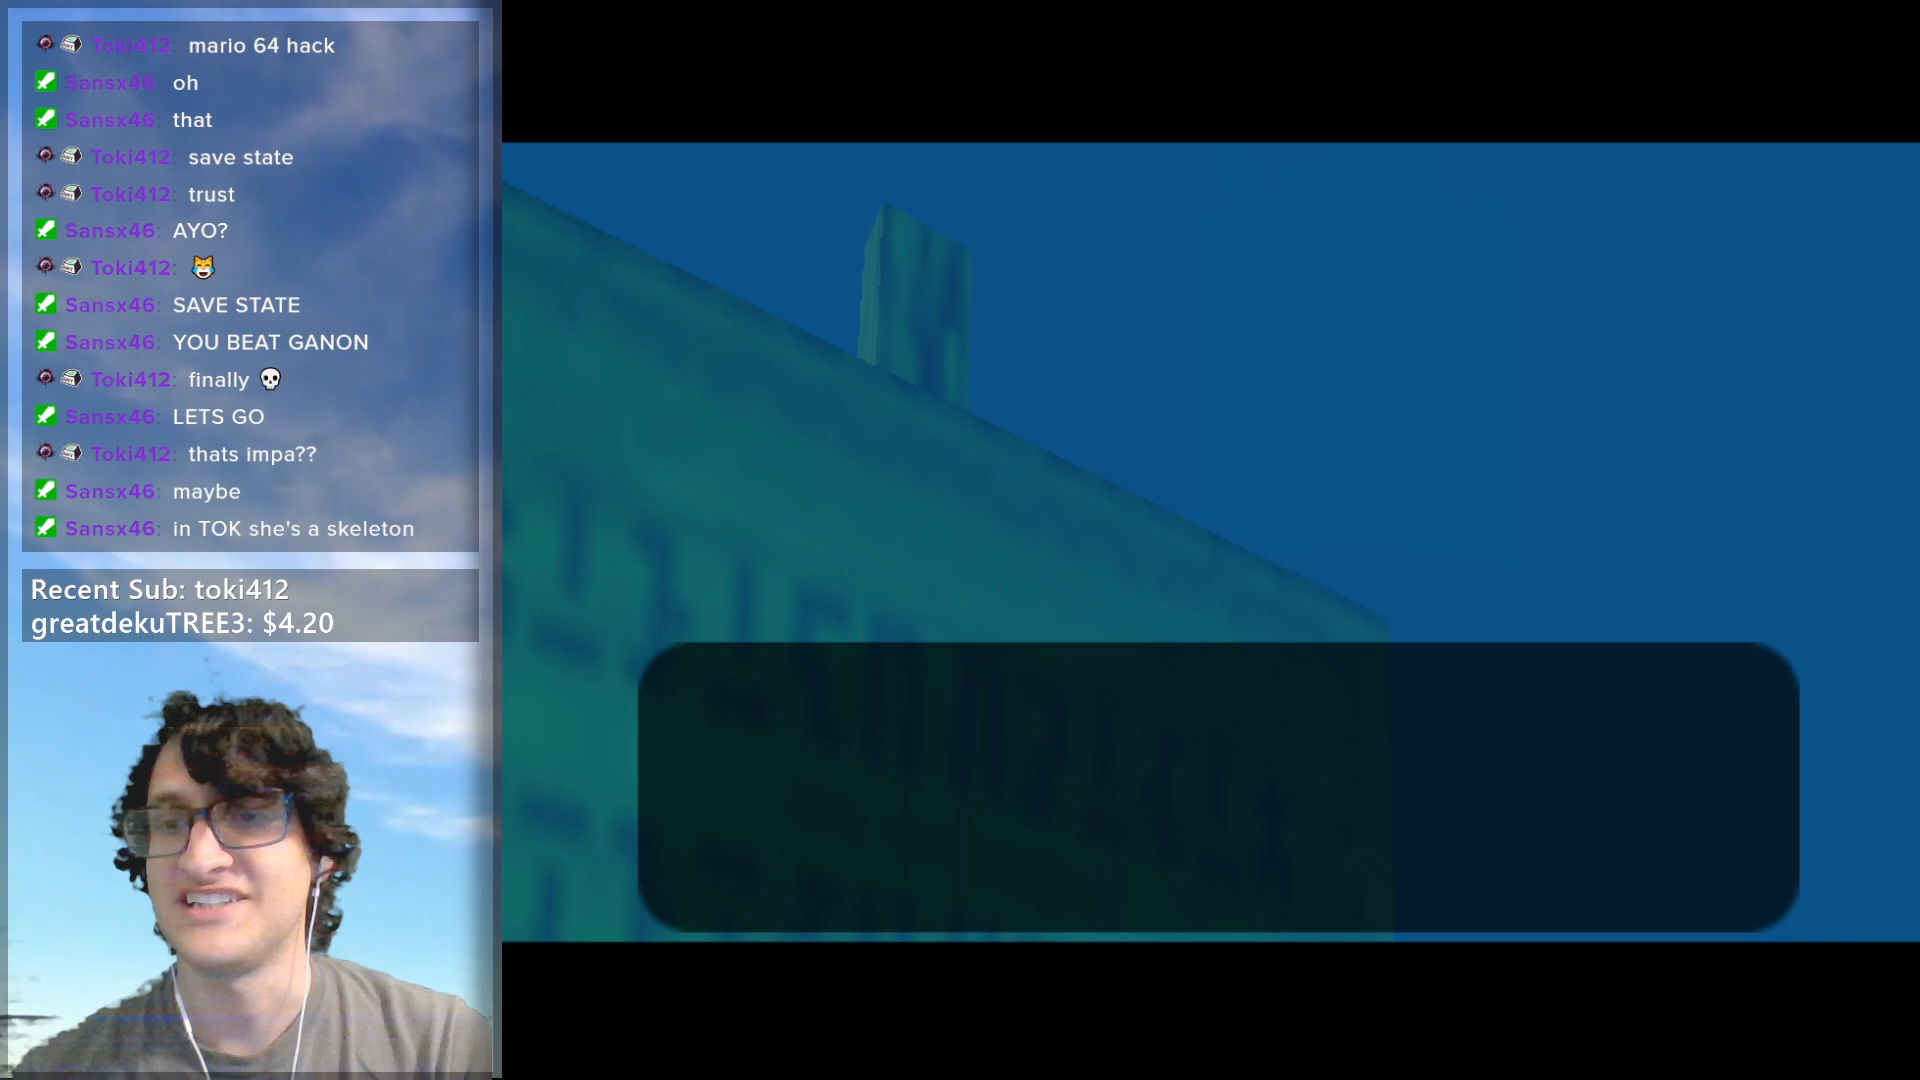 Toki412: mario 64 hack
Sansx46: oh
Sansx46: that
Toki412: save state
Toki412: trust
Sansx46: AYO?
Toki412: 😹
Sansx46: SAVE STATE
Sansx46: YOU BEAT GANON
Toki412: finally 💀
Sansx46: LETS GO
Toki412: thats impa??
Sansx46: maybe
Sansx46: in TOK she's a skeleton
Recent Sub: toki412
greatdekuTREE3: $4.20